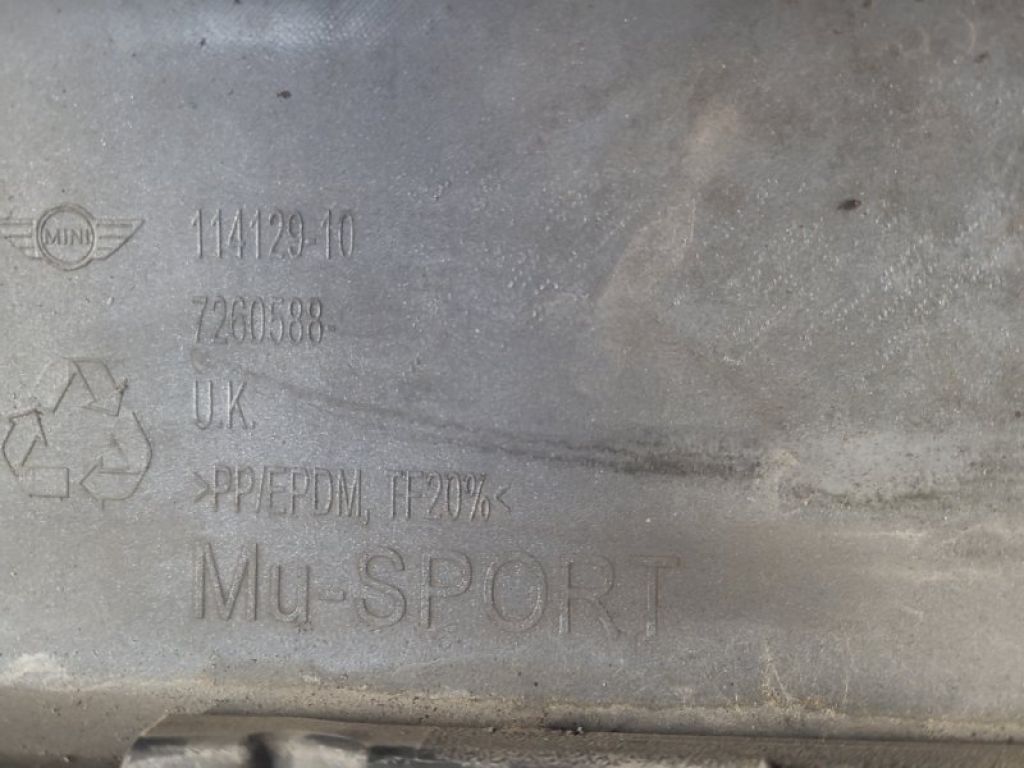 MINI
114129-10
7260588-
U.K.
>PP/EPDM, TF20%<
Mu-SPORT